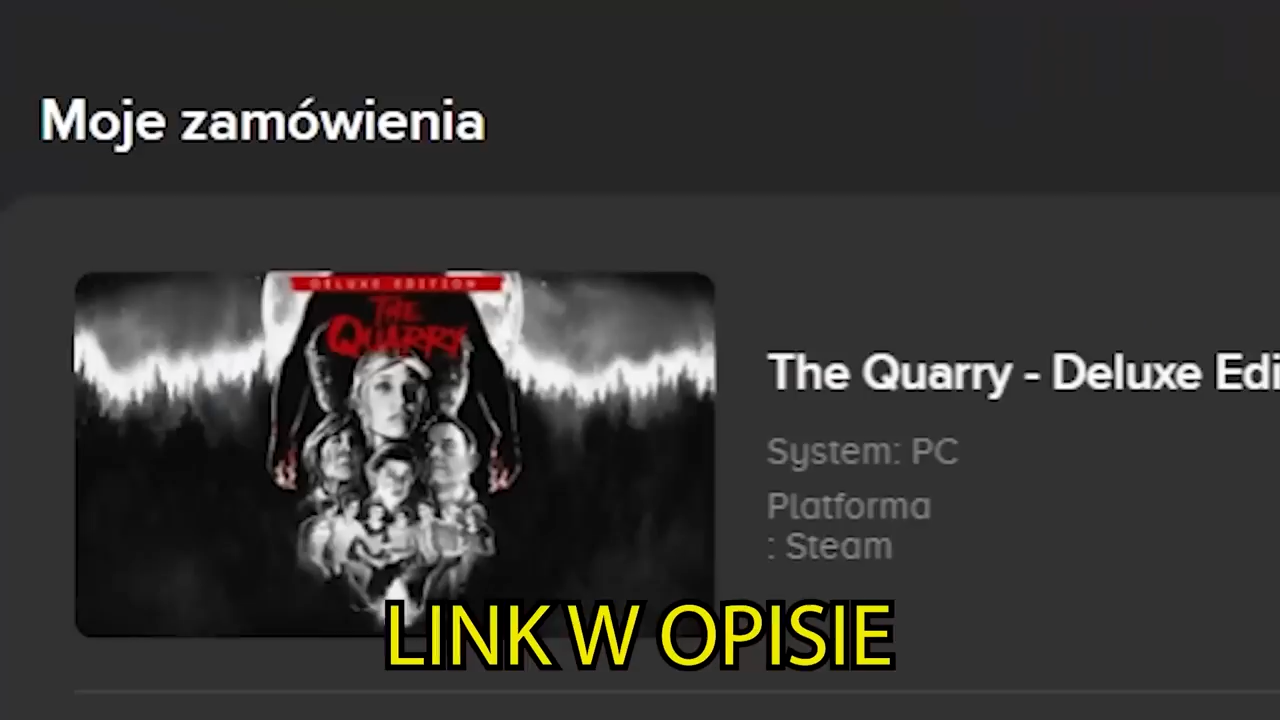 Moje zamówienia
DELUXE EDITION
THE
QUARRY
The Quarry - Deluxe Edi
System: PC
Platforma
: Steam
LINK W OPISIE